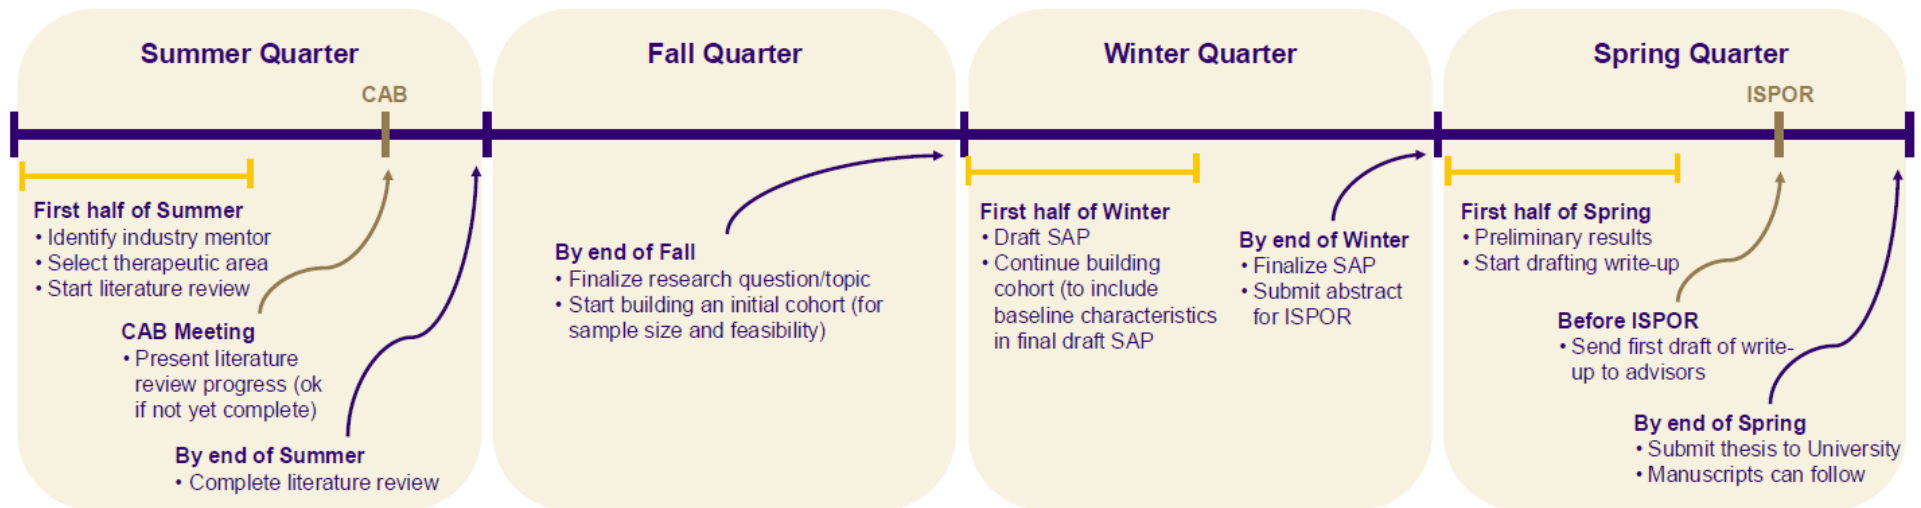 Summer Quarter
CAB
First half of Summer
• Identify industry mentor
• Select therapeutic area
• Start literature review
CAB Meeting
• Present literature
review progress (ok
if not yet complete)
By end of Summer
• Complete literature review
Fall Quarter
By end of Fall
• Finalize research question/topic
• Start building an initial cohort (for
sample size and feasibility)
Winter Quarter
First half of Winter
• Draft SAP
• Continue building
cohort (to include
baseline characteristics
in final draft SAP
By end of Winter
• Finalize SAP
• Submit abstract
for ISPOR
Spring Quarter
ISPOR
First half of Spring
• Preliminary results
• Start drafting write-up
Before ISPOR
• Send first draft of write-
up to advisors
By end of Spring
• Submit thesis to University
• Manuscripts can follow